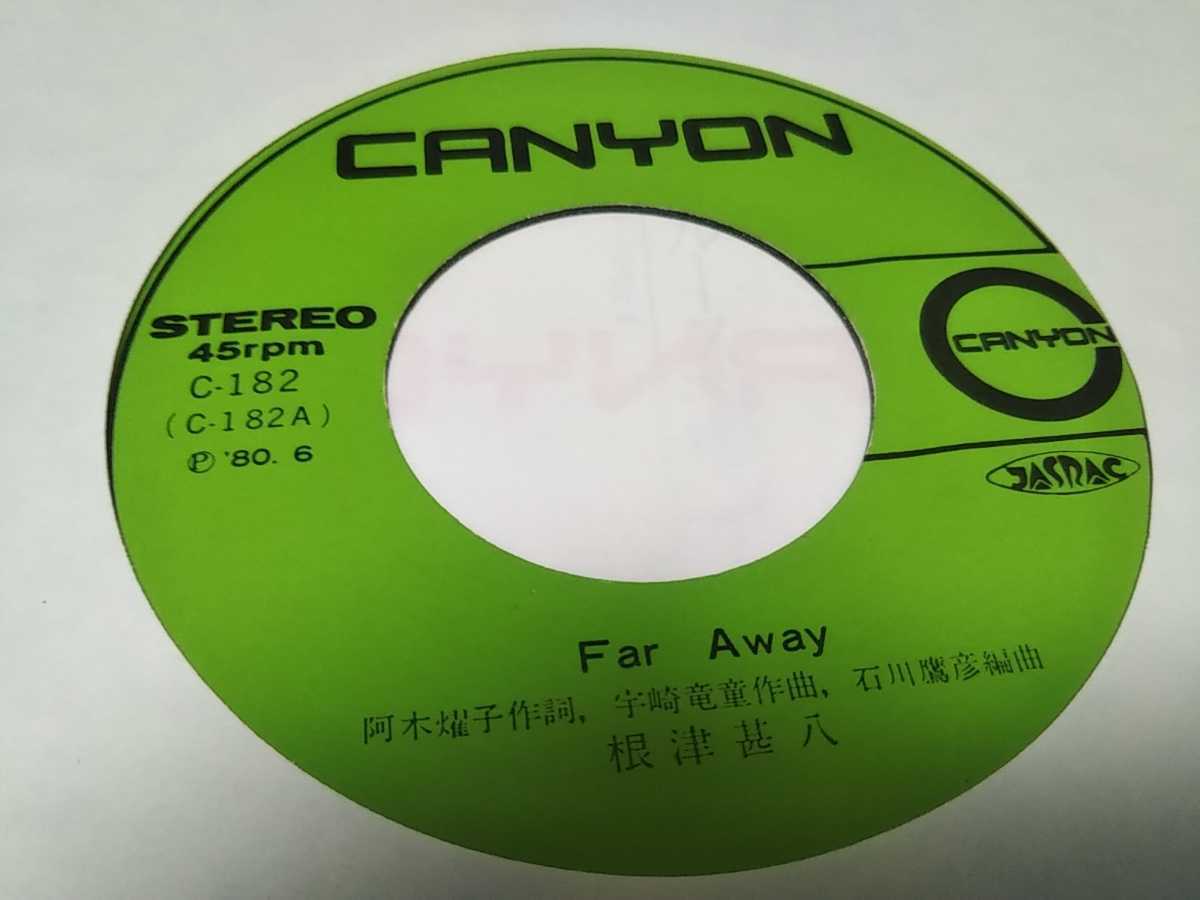 CANYON
STEREO
45rpm
C-182
(C-182A)
Ⓟ '80. 6
CANYON
JASRAC
Far Away
阿木燿子作詞, 宇崎竜童作曲, 石川鷹彦編曲
根津甚八